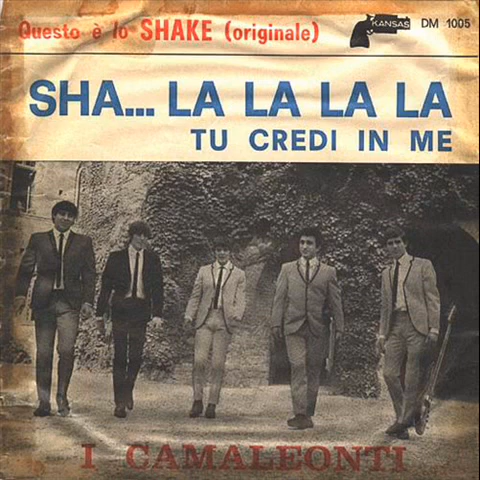 Questo è lo SHAKE (originale)
KANSAS DM 1005
SHA... LA LA LA LA
TU CREDI IN ME
I CAMALEONTI